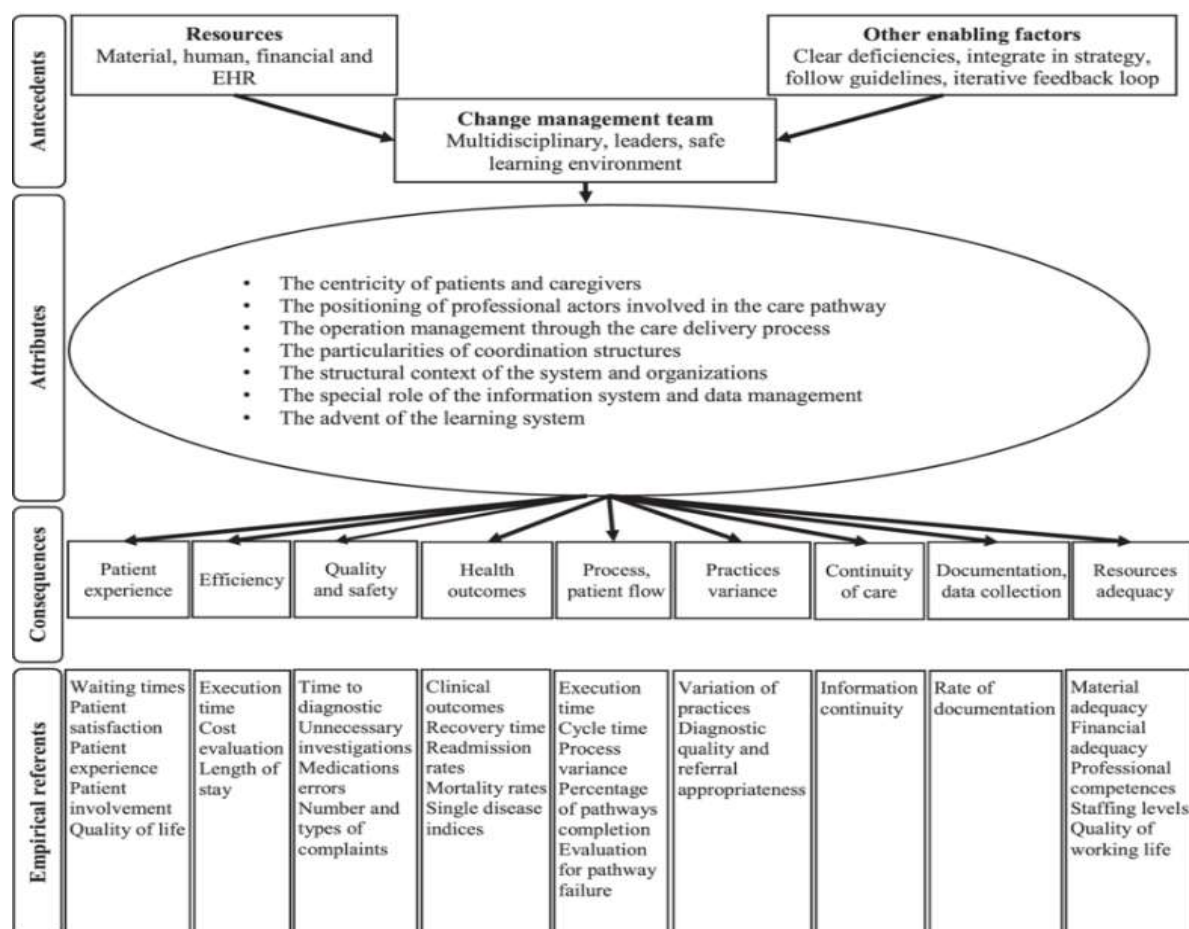 Antecedents
Resources
Material, human, financial and
EHR
Other enabling factors
Clear deficiencies, integrate in strategy,
follow guidelines, iterative feedback loop
Change management team
Multidisciplinary, leaders, safe
learning environment
Attributes
• The centricity of patients and caregivers
• The positioning of professional actors involved in the care pathway
• The operation management through the care delivery process
• The particularities of coordination structures
• The structural context of the system and organizations
• The special role of the information system and data management
• The advent of the learning system
Consequences
Patient
experience
Efficiency
Quality
and safety
Health
outcomes
Process,
patient flow
Practices
variance
Continuity
of care
Documentation,
data collection
Resources
adequacy
Empirical referents
Waiting times
Patient
satisfaction
Patient
experience
Patient
involvement
Quality of life
Execution
time
Cost
evaluation
Length of
stay
Time to
diagnostic
Unnecessary
investigations
Medications
errors
Number and
types of
complaints
Clinical
outcomes
Recovery time
Readmission
rates
Mortality rates
Single disease
indices
Execution
time
Cycle time
Process
variance
Percentage
of pathways
completion
Evaluation
for pathway
failure
Variation of
practices
Diagnostic
quality and
referral
appropriateness
Information
continuity
Rate of
documentation
Material
adequacy
Financial
adequacy
Professional
competences
Staffing levels
Quality of
working life